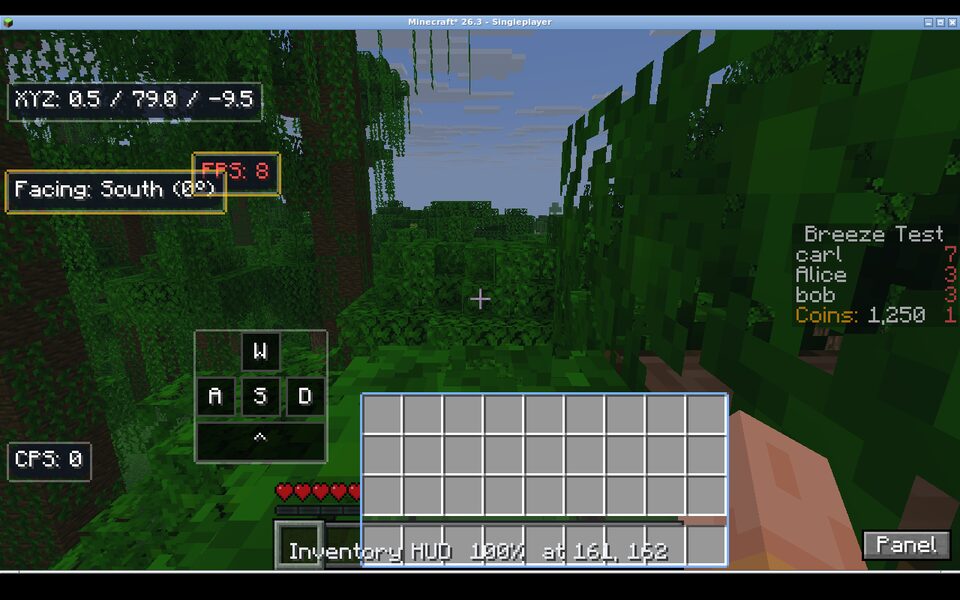 Minecraft* 26.3 - Singleplayer
XYZ: 0.5 / 79.0 / -9.5
FPS: 8
Facing: South (0°)
Breeze Test
carl 7
Alice 3
bob 3
Coins: 1,250 1
W
A S D
^
CPS: 0
Inventory HUD 100% at 161, 162
Panel